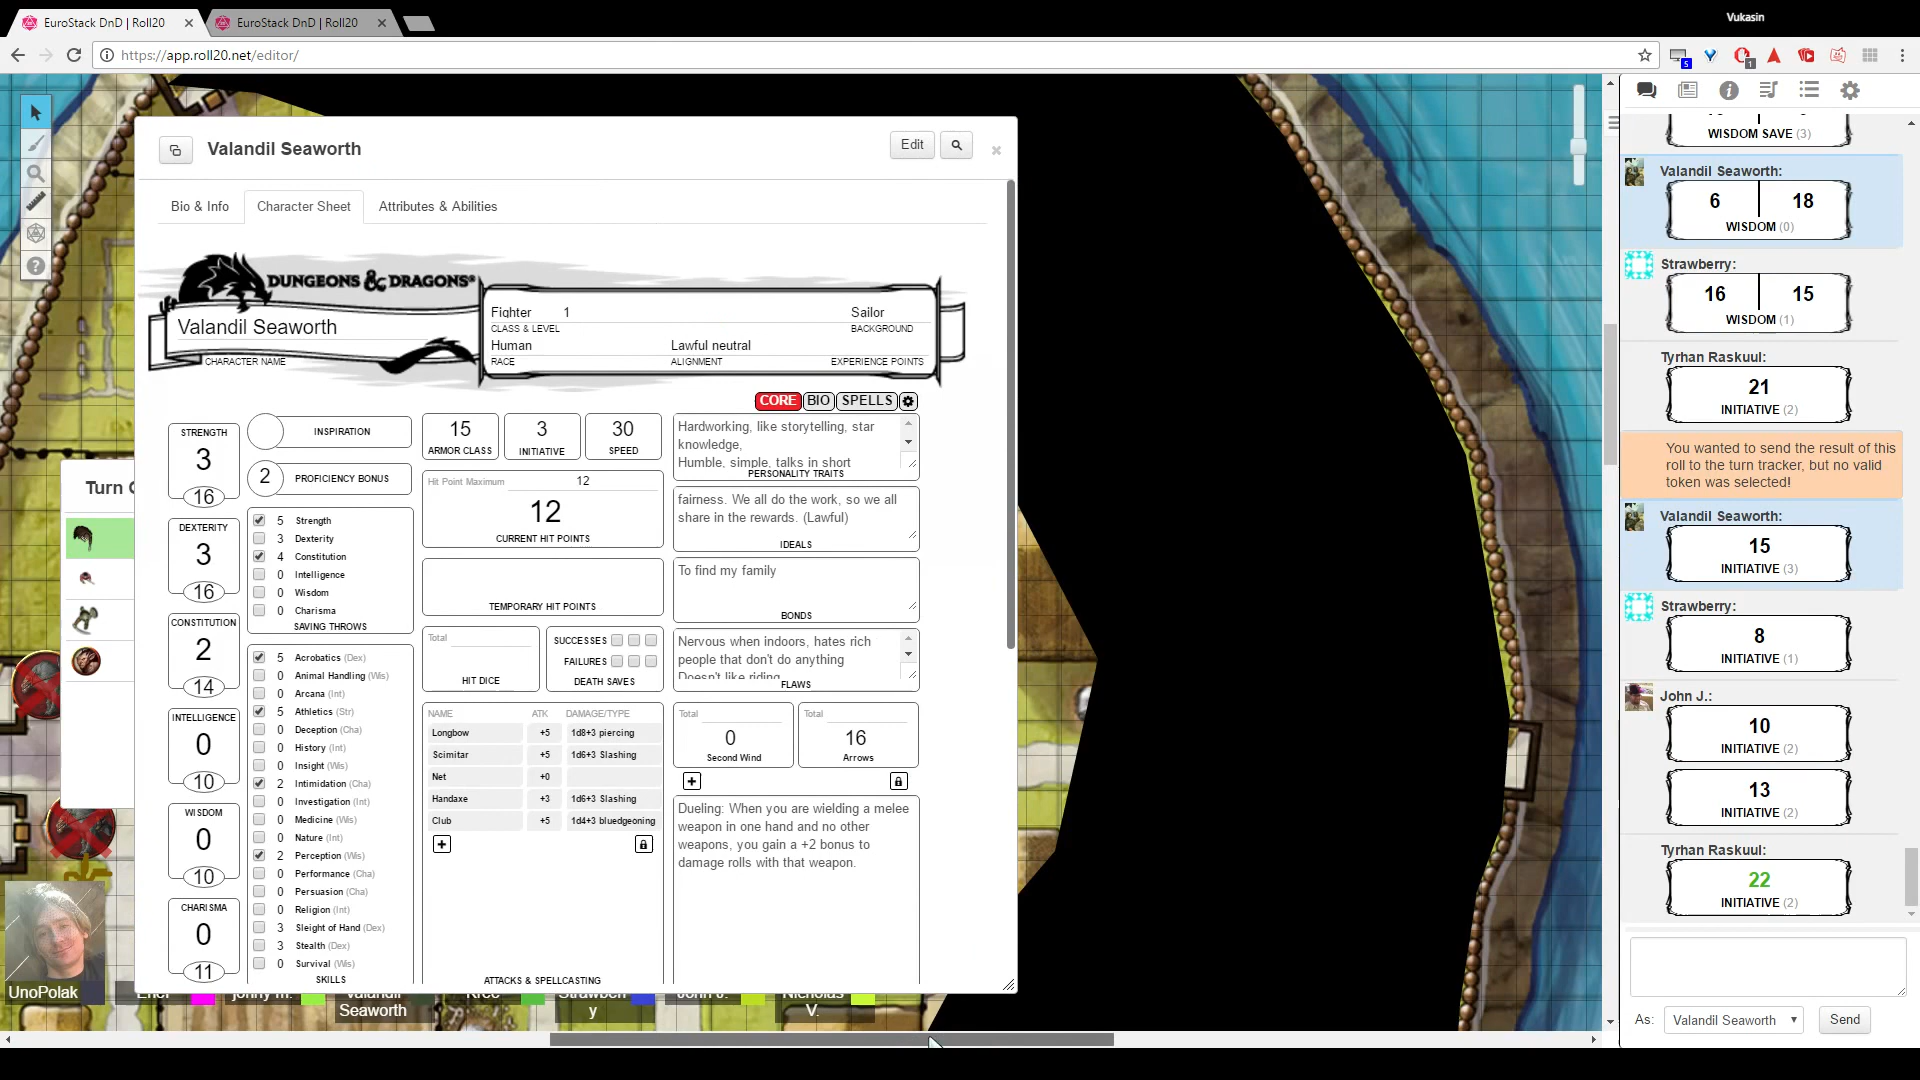 EuroStack DnD | Roll20
EuroStack DnD | Roll20
Vukasin
https://app.roll20.net/editor/
5
1
Valandil Seaworth
Edit
Bio & Info
Character Sheet
Attributes & Abilities
DUNGEONS & DRAGONS®
Valandil Seaworth
CHARACTER NAME
Fighter 1
CLASS & LEVEL
Sailor
BACKGROUND
Human
RACE
Lawful neutral
ALIGNMENT
EXPERIENCE POINTS
CORE
BIO
SPELLS
STRENGTH
3
16
DEXTERITY
3
16
CONSTITUTION
2
14
INTELLIGENCE
0
10
WISDOM
0
10
CHARISMA
0
11
INSPIRATION
2 PROFICIENCY BONUS
5 Strength
3 Dexterity
4 Constitution
0 Intelligence
0 Wisdom
0 Charisma
SAVING THROWS
5 Acrobatics (Dex)
0 Animal Handling (Wis)
0 Arcana (Int)
5 Athletics (Str)
0 Deception (Cha)
0 History (Int)
0 Insight (Wis)
2 Intimidation (Cha)
0 Investigation (Int)
0 Medicine (Wis)
0 Nature (Int)
2 Perception (Wis)
0 Performance (Cha)
0 Persuasion (Cha)
0 Religion (Int)
3 Sleight of Hand (Dex)
3 Stealth (Dex)
0 Survival (Wis)
SKILLS
15
ARMOR CLASS
3
INITIATIVE
30
SPEED
Hit Point Maximum 12
12
CURRENT HIT POINTS
TEMPORARY HIT POINTS
Total
HIT DICE
SUCCESSES
FAILURES
DEATH SAVES
NAME ATK DAMAGE/TYPE
Longbow +5 1d8+3 piercing
Scimitar +5 1d6+3 Slashing
Net +0
Handaxe +3 1d6+3 Slashing
Club +5 1d4+3 bluedgeoning
ATTACKS & SPELLCASTING
Hardworking, like storytelling, star
knowledge,
Humble, simple, talks in short
PERSONALITY TRAITS
fairness. We all do the work, so we all
share in the rewards. (Lawful)
IDEALS
To find my family
BONDS
Nervous when indoors, hates rich
people that don't do anything
Doesn't like riding
FLAWS
Total
0
Second Wind
Total
16
Arrows
Dueling: When you are wielding a melee
weapon in one hand and no other
weapons, you gain a +2 bonus to
damage rolls with that weapon.
Turn
UnoPolak
jonny m.
Valandil
Seaworth
Strawberr
y
John J.
Nicholas
V.
WISDOM SAVE (3)
Valandil Seaworth:
6 18
WISDOM (0)
Strawberry:
16 15
WISDOM (1)
Tyrhan Raskuul:
21
INITIATIVE (2)
You wanted to send the result of this
roll to the turn tracker, but no valid
token was selected!
Valandil Seaworth:
15
INITIATIVE (3)
Strawberry:
8
INITIATIVE (1)
John J.:
10
INITIATIVE (2)
13
INITIATIVE (2)
Tyrhan Raskuul:
22
INITIATIVE (2)
As: Valandil Seaworth
Send